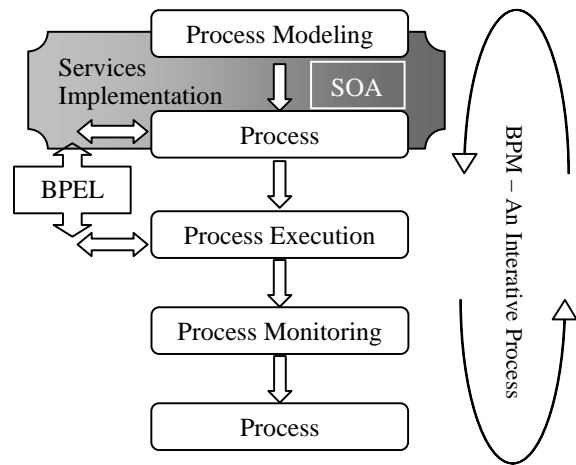 Process Modeling
Services
Implementation
SOA
Process
BPEL
Process Execution
Process Monitoring
Process
BPM – An Interative Process